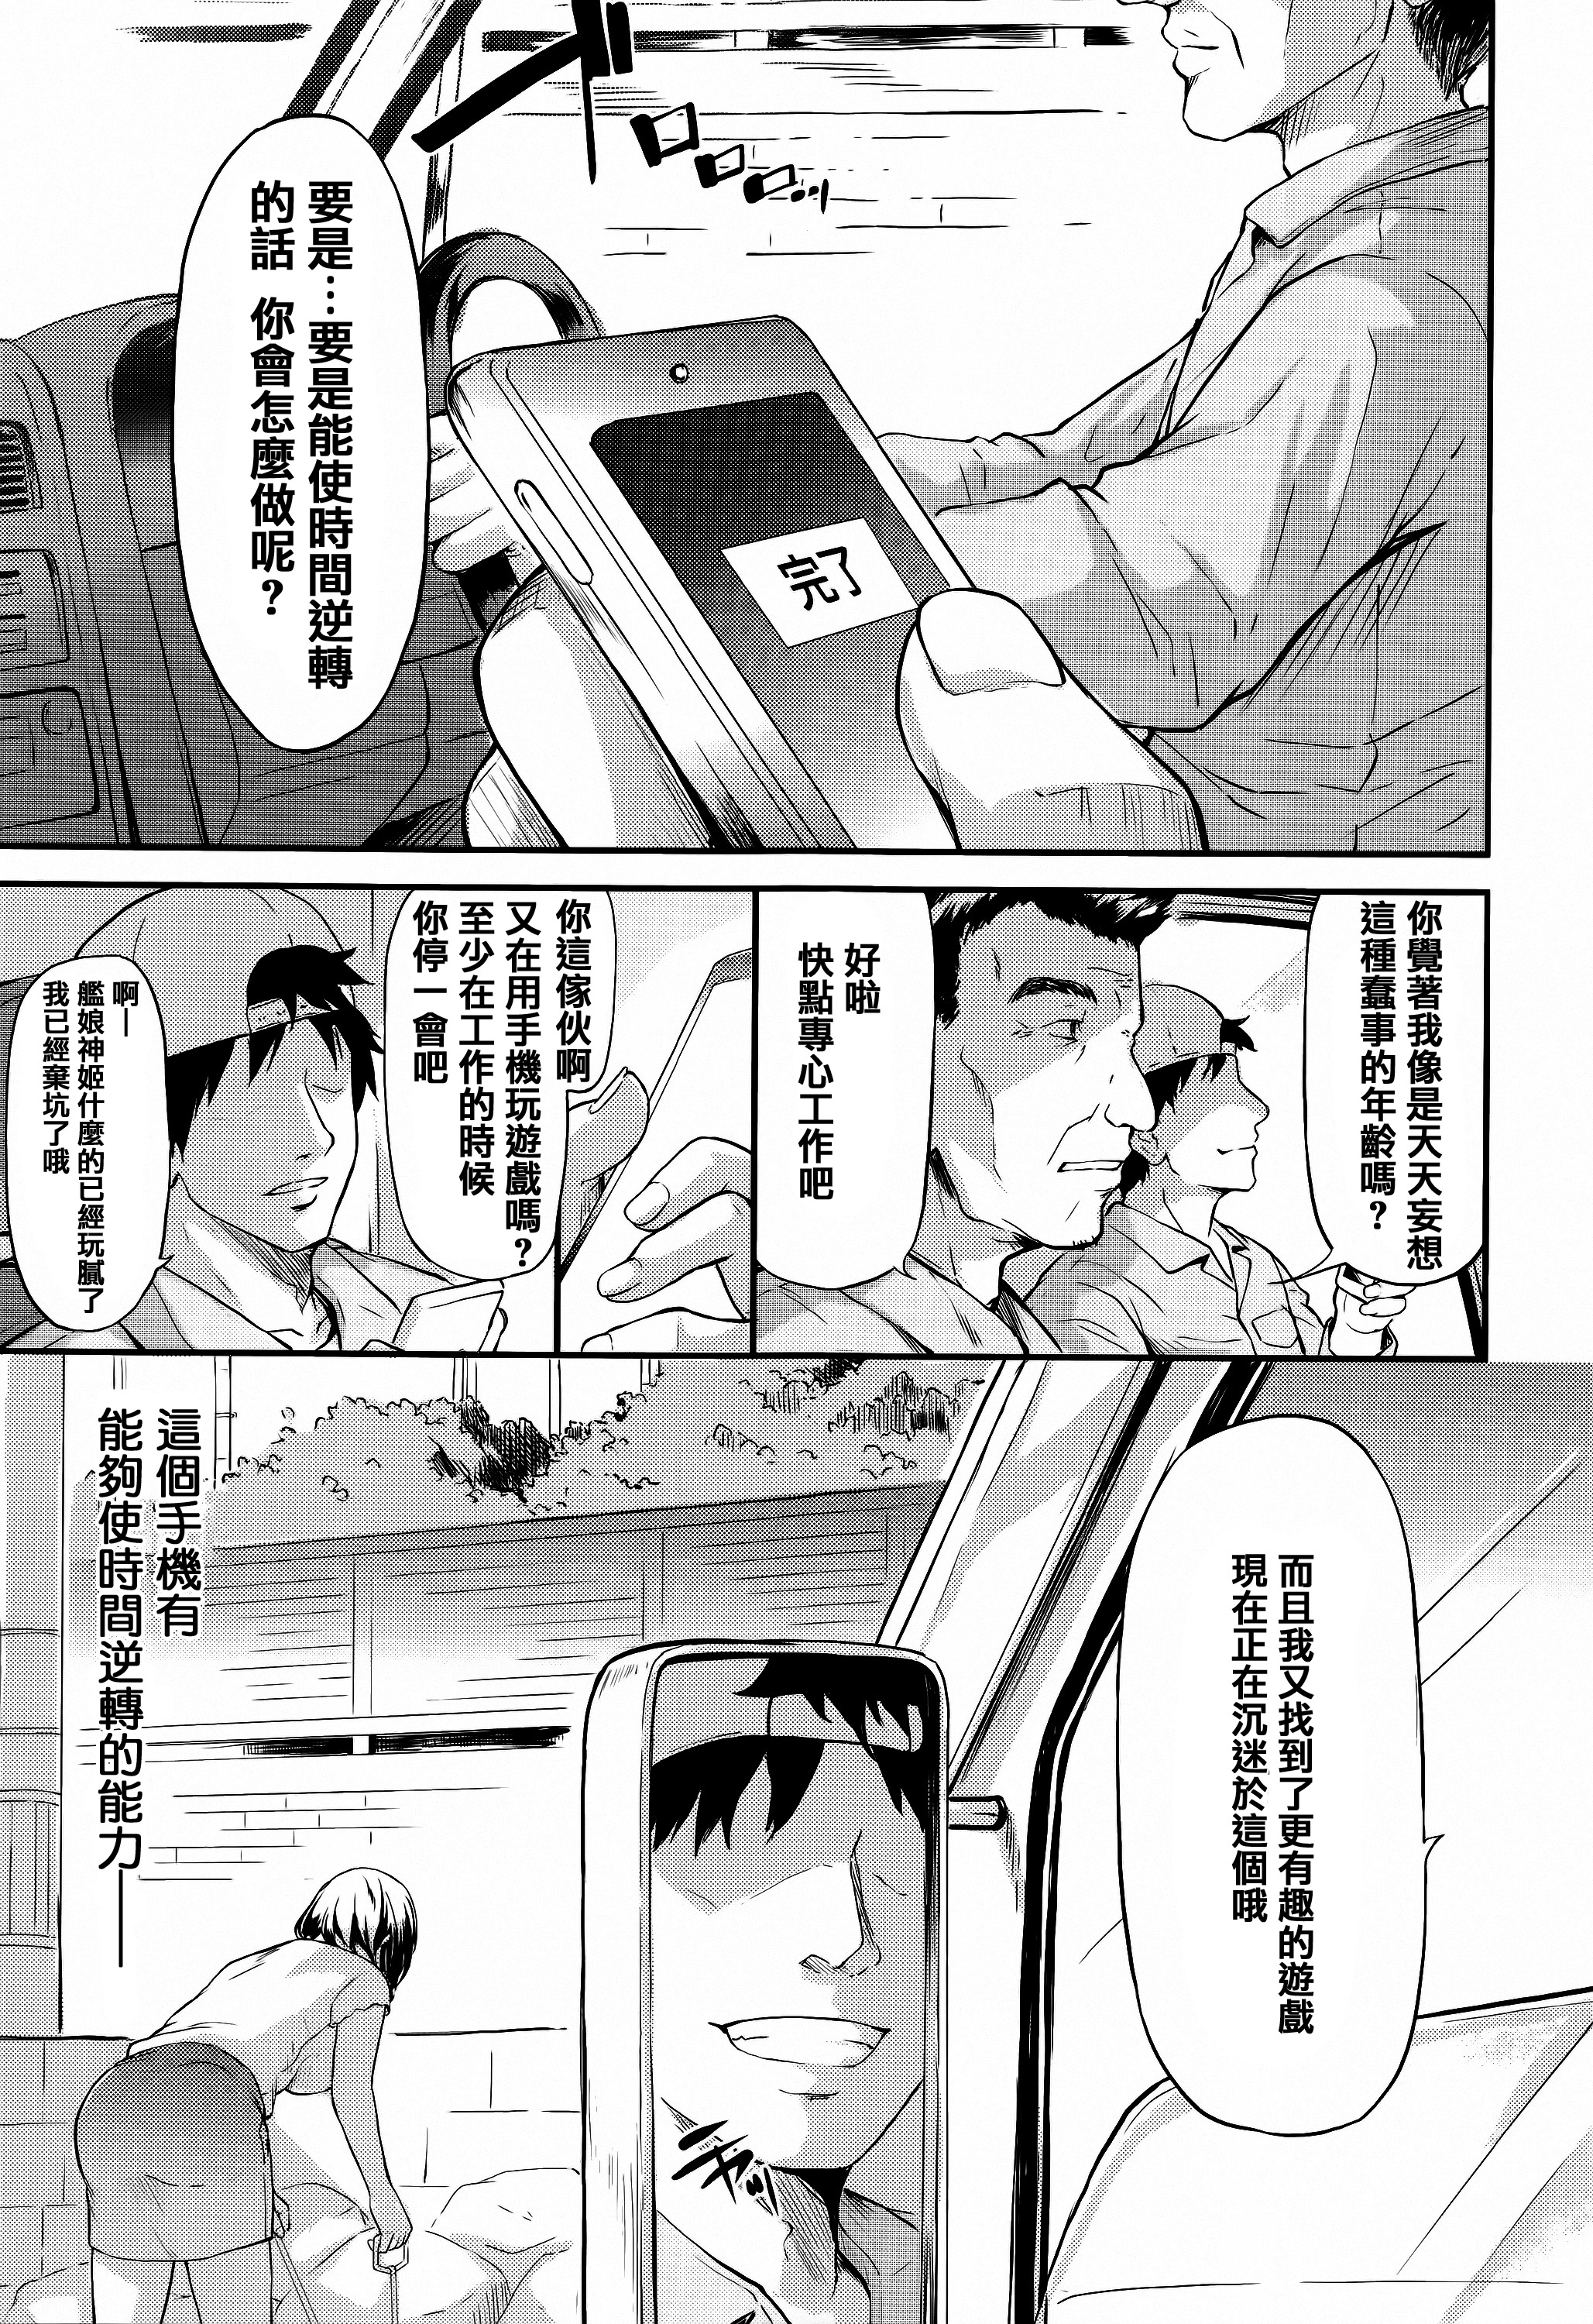 要是…要是能使時間逆轉
的話 你會怎麼做呢?
完了
你覺著我像是天天妄想
這種蠢事的年齡嗎?
好啦
快點專心工作吧
你這傢伙啊
又在用手機玩遊戲嗎?
至少在工作的時候
你停一會吧
啊—
艦娘神姬什麼的已經玩膩了
我已經棄坑了哦
而且我又找到了更有趣的遊戲
現在正在沉迷於這個哦
這個手機有
能夠使時間逆轉的能力——